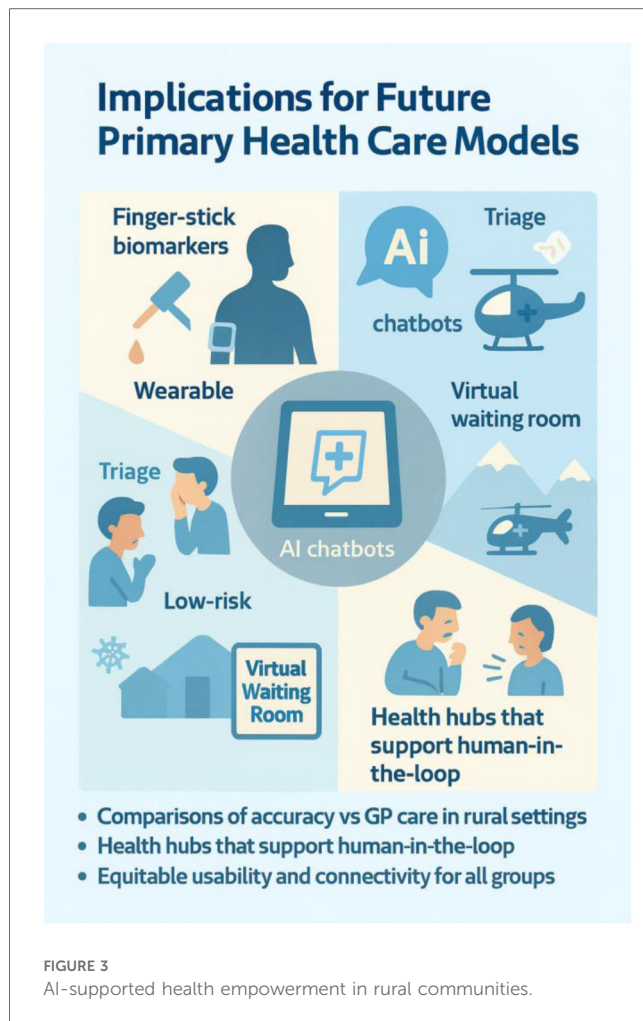 Implications for Future
Primary Health Care Models
Finger-stick
biomarkers
Wearable
Ai
chatbots
Triage
Virtual
waiting room
AI chatbots
Triage
Low-risk
Virtual
Waiting
Room
Health hubs that
support human-in-
the-loop
• Comparisons of accuracy vs GP care in rural settings
• Health hubs that support human-in-the-loop
• Equitable usability and connectivity for all groups
FIGURE 3
AI-supported health empowerment in rural communities.